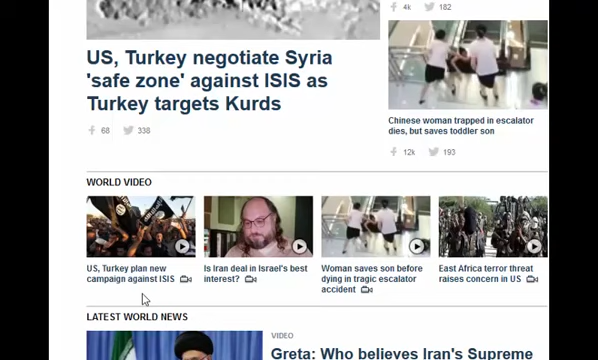 US, Turkey negotiate Syria
'safe zone' against ISIS as
Turkey targets Kurds
68 338
4k 182
Chinese woman trapped in escalator
dies, but saves toddler son
12k 193
WORLD VIDEO
US, Turkey plan new
campaign against ISIS
Is Iran deal in Israel's best
interest?
Woman saves son before
dying in tragic escalator
accident
East Africa terror threat
raises concern in US
LATEST WORLD NEWS
VIDEO
Greta: Who believes Iran's Supreme